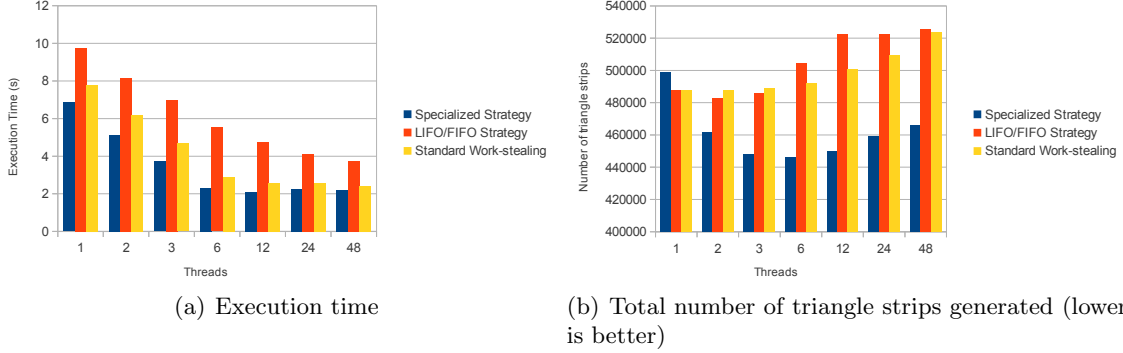 12
10
8
6
4
2
0
Execution Time (s)
1 2 3 6 12 24 48
Threads
Specialized Strategy
LIFO/FIFO Strategy
Standard Work-stealing
(a) Execution time
540000
520000
500000
480000
460000
440000
420000
400000
Number of triangle strips
1 2 3 6 12 24 48
Threads
Specialized Strategy
LIFO/FIFO Strategy
Standard Work-stealing
(b) Total number of triangle strips generated (lower
is better)